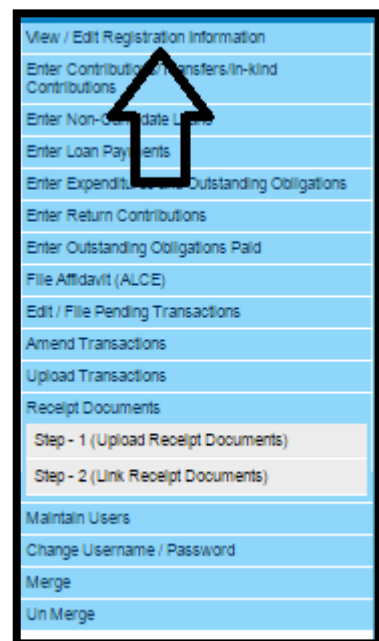 View / Edit Registration Information
Enter Contributions/Transfers/In-kind
Contributions
Enter Non-Candidate Loans
Enter Loan Payments
Enter Expenditures and Outstanding Obligations
Enter Return Contributions
Enter Outstanding Obligations Paid
File Affidavit (ALCE)
Edit / File Pending Transactions
Amend Transactions
Upload Transactions
Receipt Documents
Step - 1 (Upload Receipt Documents)
Step - 2 (Link Receipt Documents)
Maintain Users
Change Username / Password
Merge
Un Merge